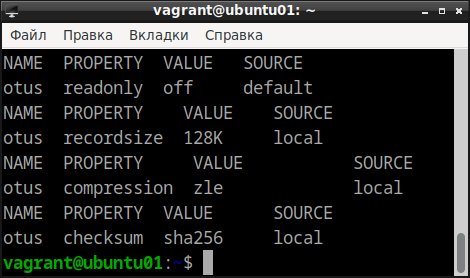 vagrant@ubuntu01: ~
Файл Правка Вкладки Справка
NAME PROPERTY VALUE SOURCE
otus readonly off default
NAME PROPERTY VALUE SOURCE
otus recordsize 128K local
NAME PROPERTY VALUE SOURCE
otus compression zle local
NAME PROPERTY VALUE SOURCE
otus checksum sha256 local
vagrant@ubuntu01:~$